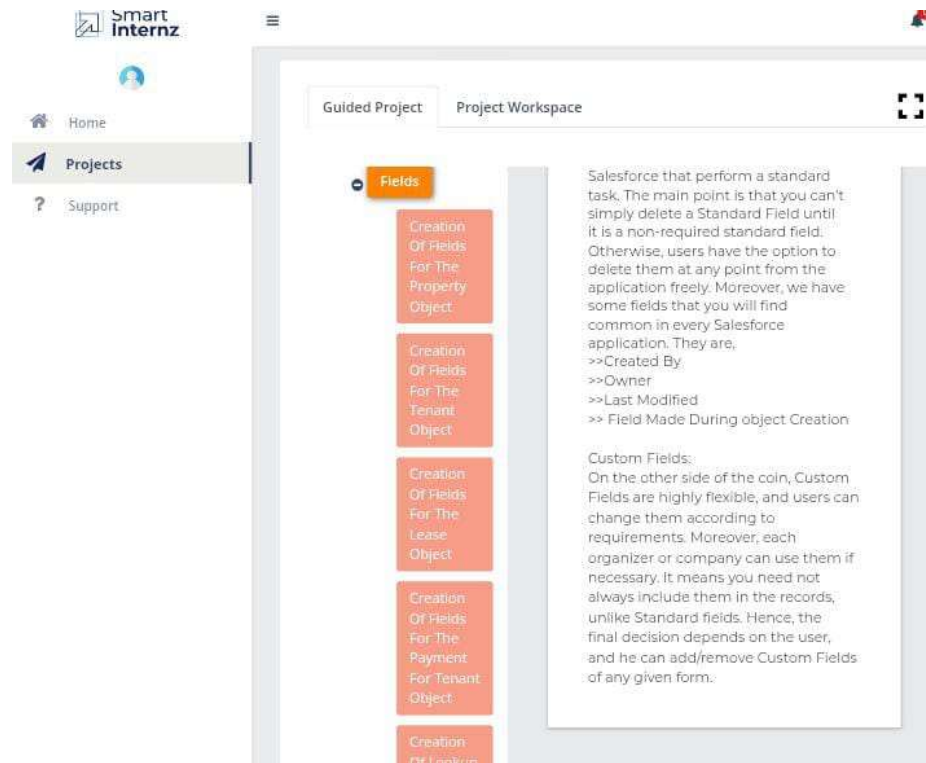 Smart
Internz
Home
Projects
Support
Guided Project
Project Workspace
Fields
Creation
Of Fields
For The
Property
Object
Creation
Of Fields
For The
Tenant
Object
Creation
Of Fields
For The
Lease
Object
Creation
Of Fields
For The
Payment
For Tenant
Object
Creation
Of Lookup
Salesforce that perform a standard
task. The main point is that you can't
simply delete a Standard Field until
it is a non-required standard field.
Otherwise, users have the option to
delete them at any point from the
application freely. Moreover, we have
some fields that you will find
common in every Salesforce
application. They are,
>>Created By
>>Owner
>>Last Modified
>> Field Made During object Creation
Custom Fields:
On the other side of the coin, Custom
Fields are highly flexible, and users can
change them according to
requirements. Moreover, each
organizer or company can use them if
necessary. It means you need not
always include them in the records,
unlike Standard fields. Hence, the
final decision depends on the user,
and he can add/remove Custom Fields
of any given form.